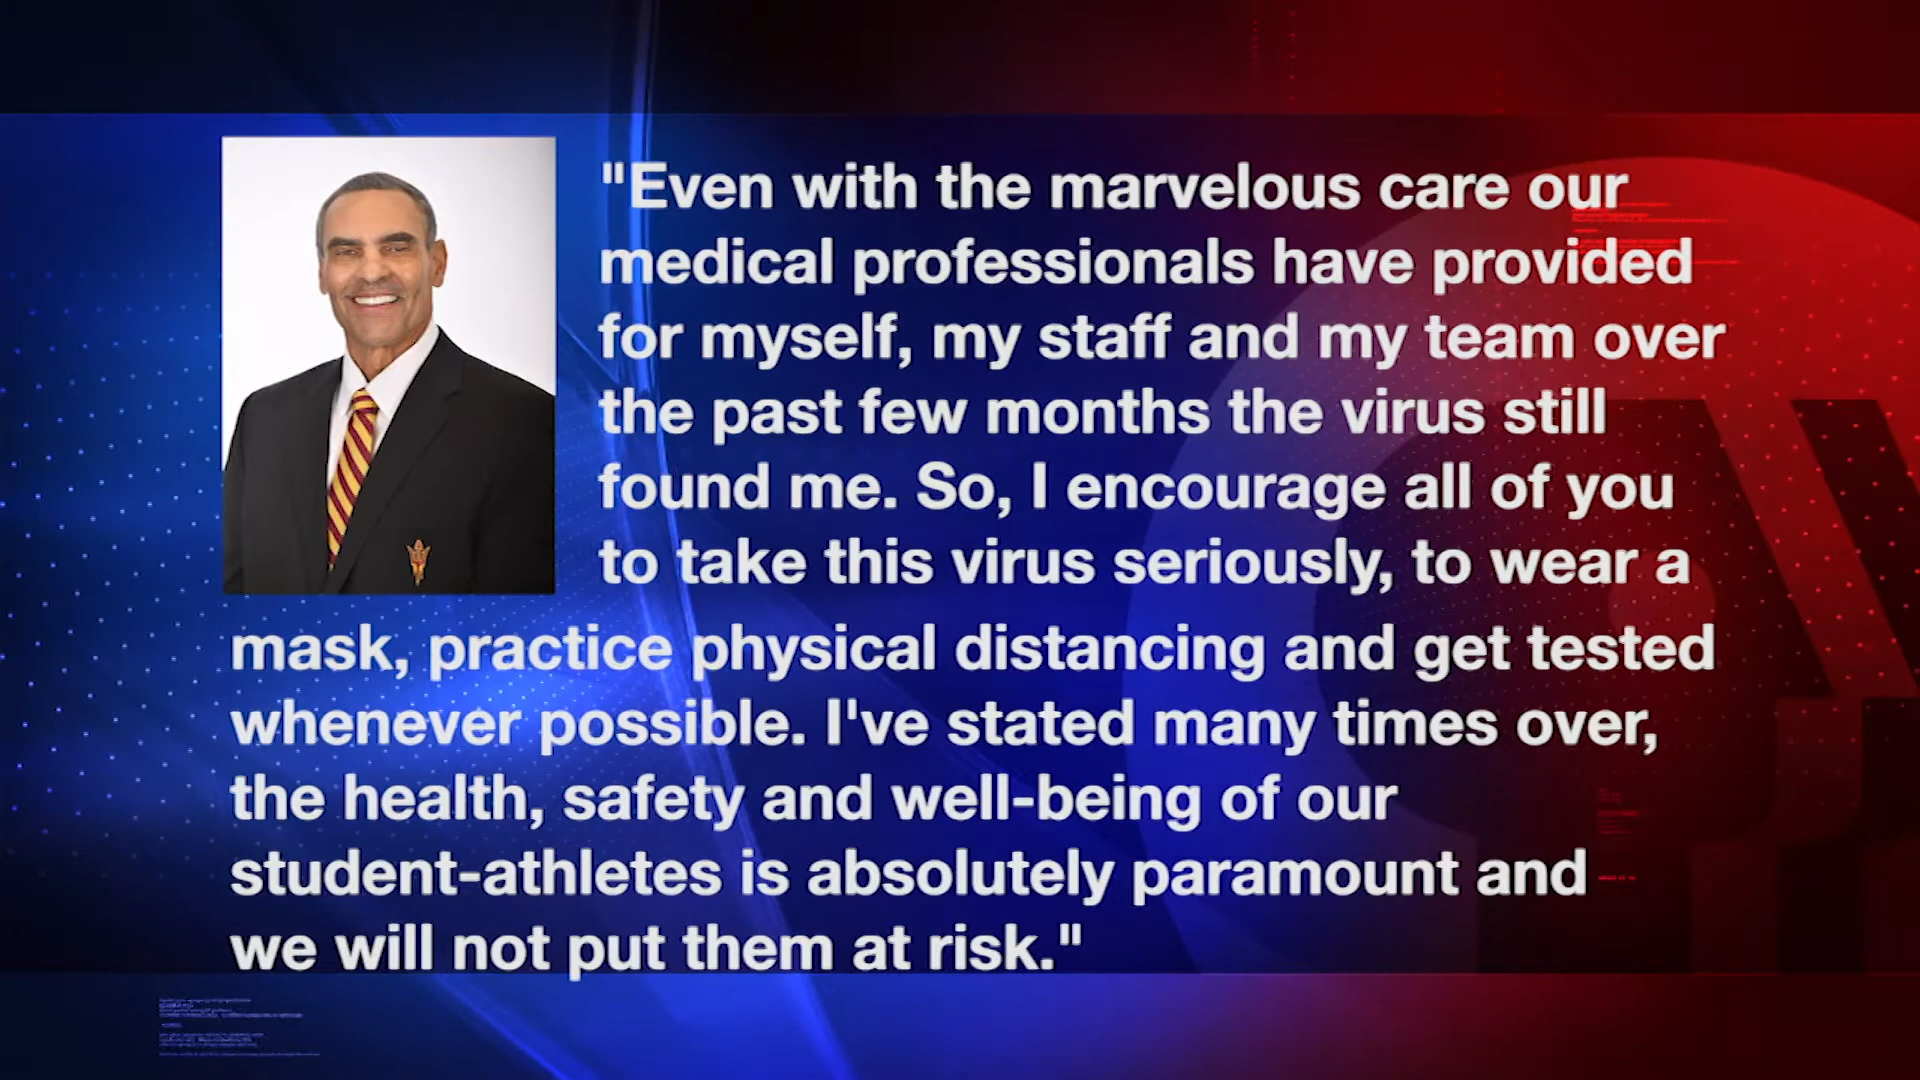 "Even with the marvelous care our
medical professionals have provided
for myself, my staff and my team over
the past few months the virus still
found me. So, I encourage all of you
to take this virus seriously, to wear a
mask, practice physical distancing and get tested
whenever possible. I've stated many times over,
the health, safety and well-being of our
student-athletes is absolutely paramount and
we will not put them at risk."